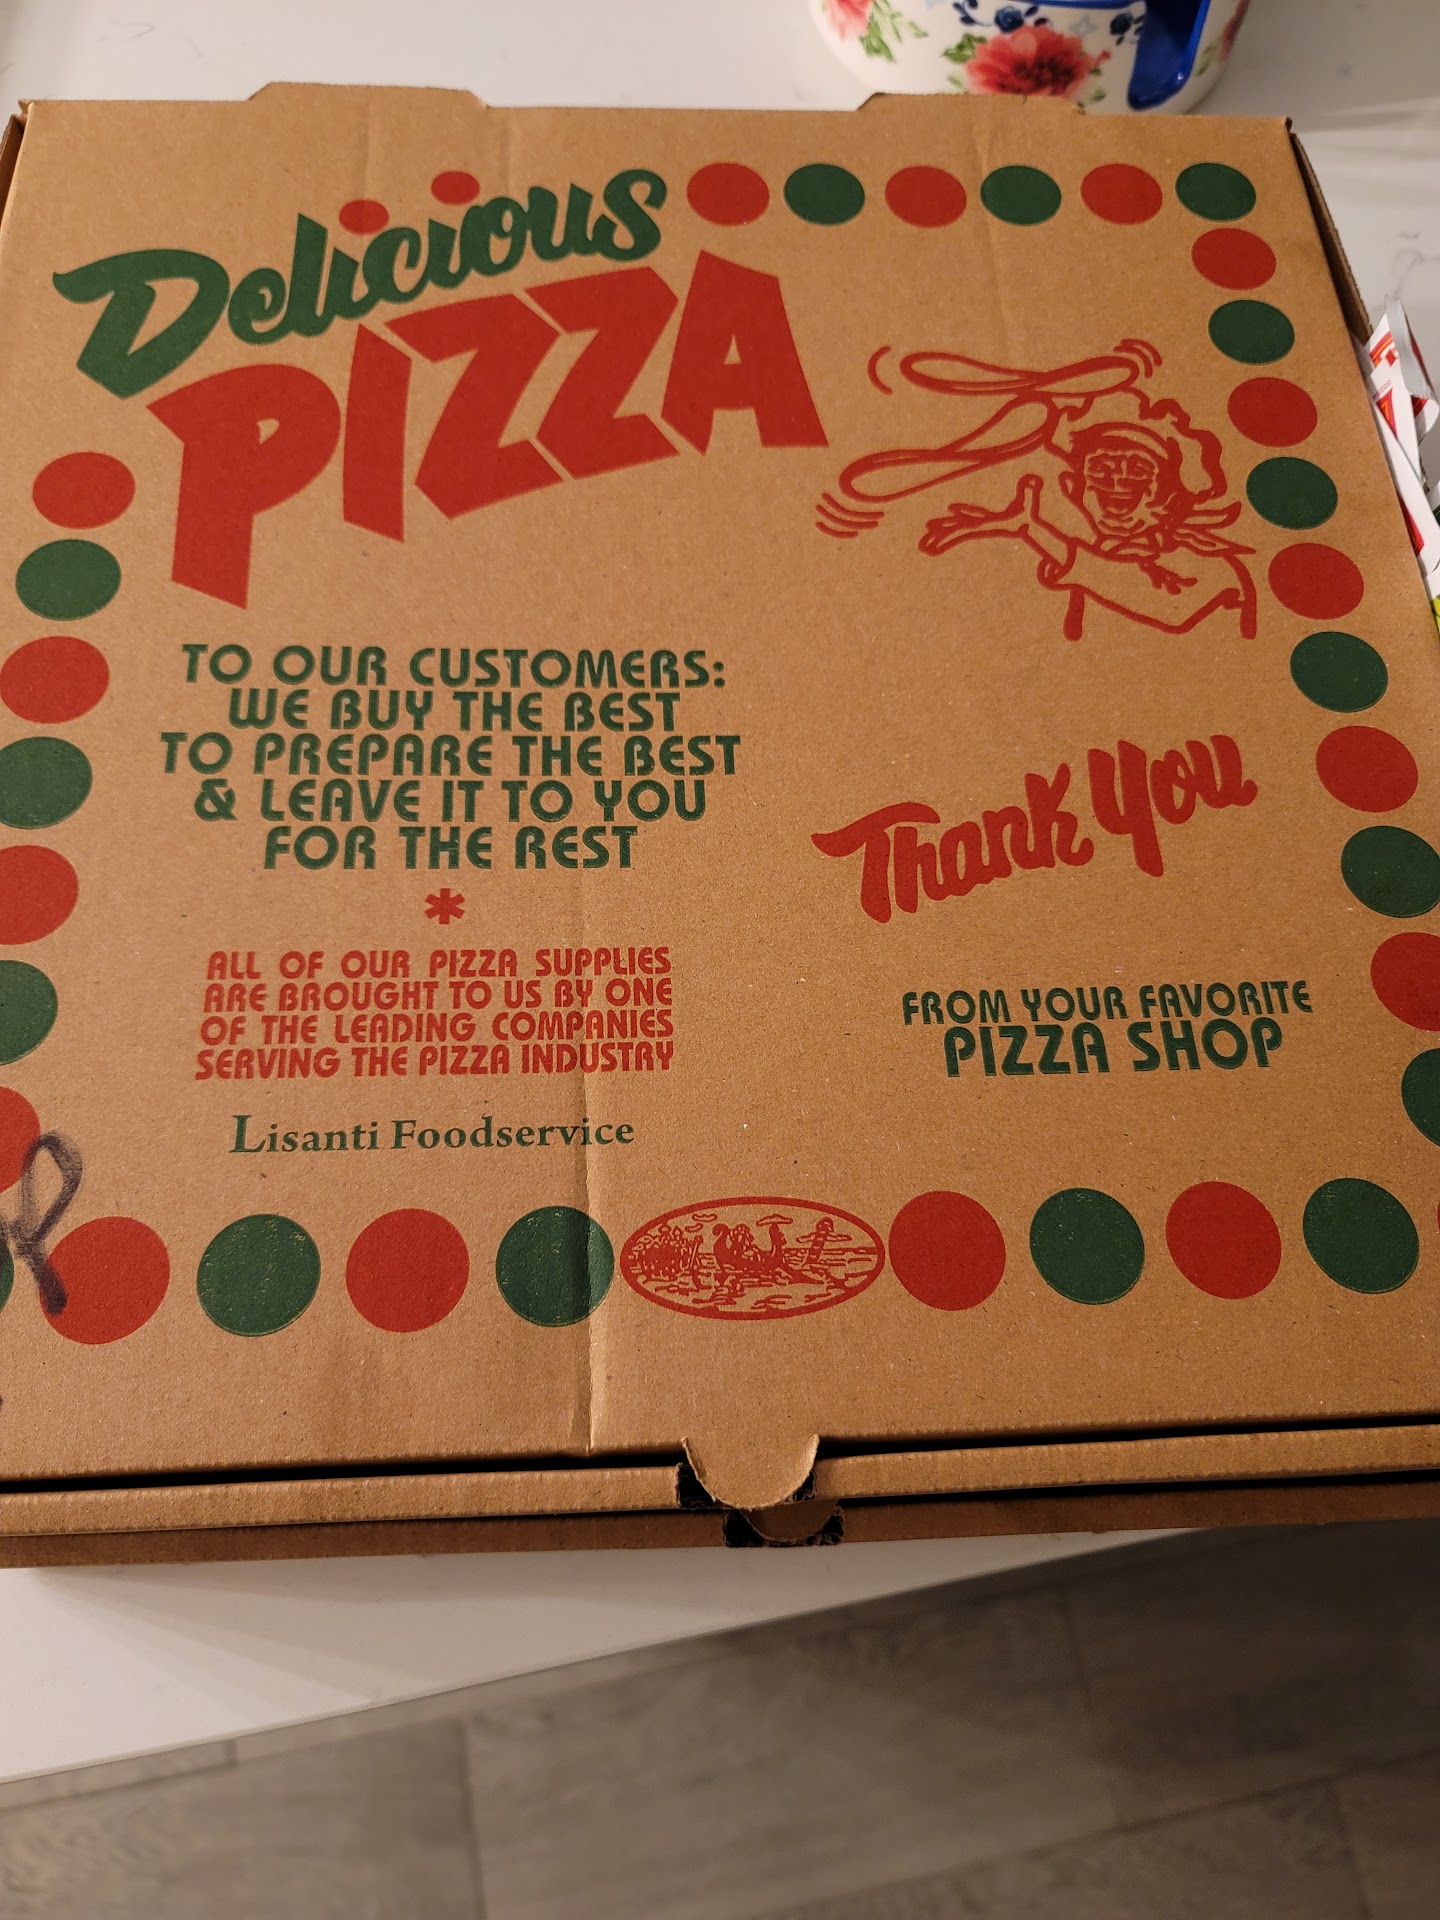 Delicious
PIZZA
TO OUR CUSTOMERS:
WE BUY THE BEST
TO PREPARE THE BEST
& LEAVE IT TO YOU
FOR THE REST
*
ALL OF OUR PIZZA SUPPLIES
ARE BROUGHT TO US BY ONE
OF THE LEADING COMPANIES
SERVING THE PIZZA INDUSTRY
Lisanti Foodservice
Thank You
FROM YOUR FAVORITE
PIZZA SHOP